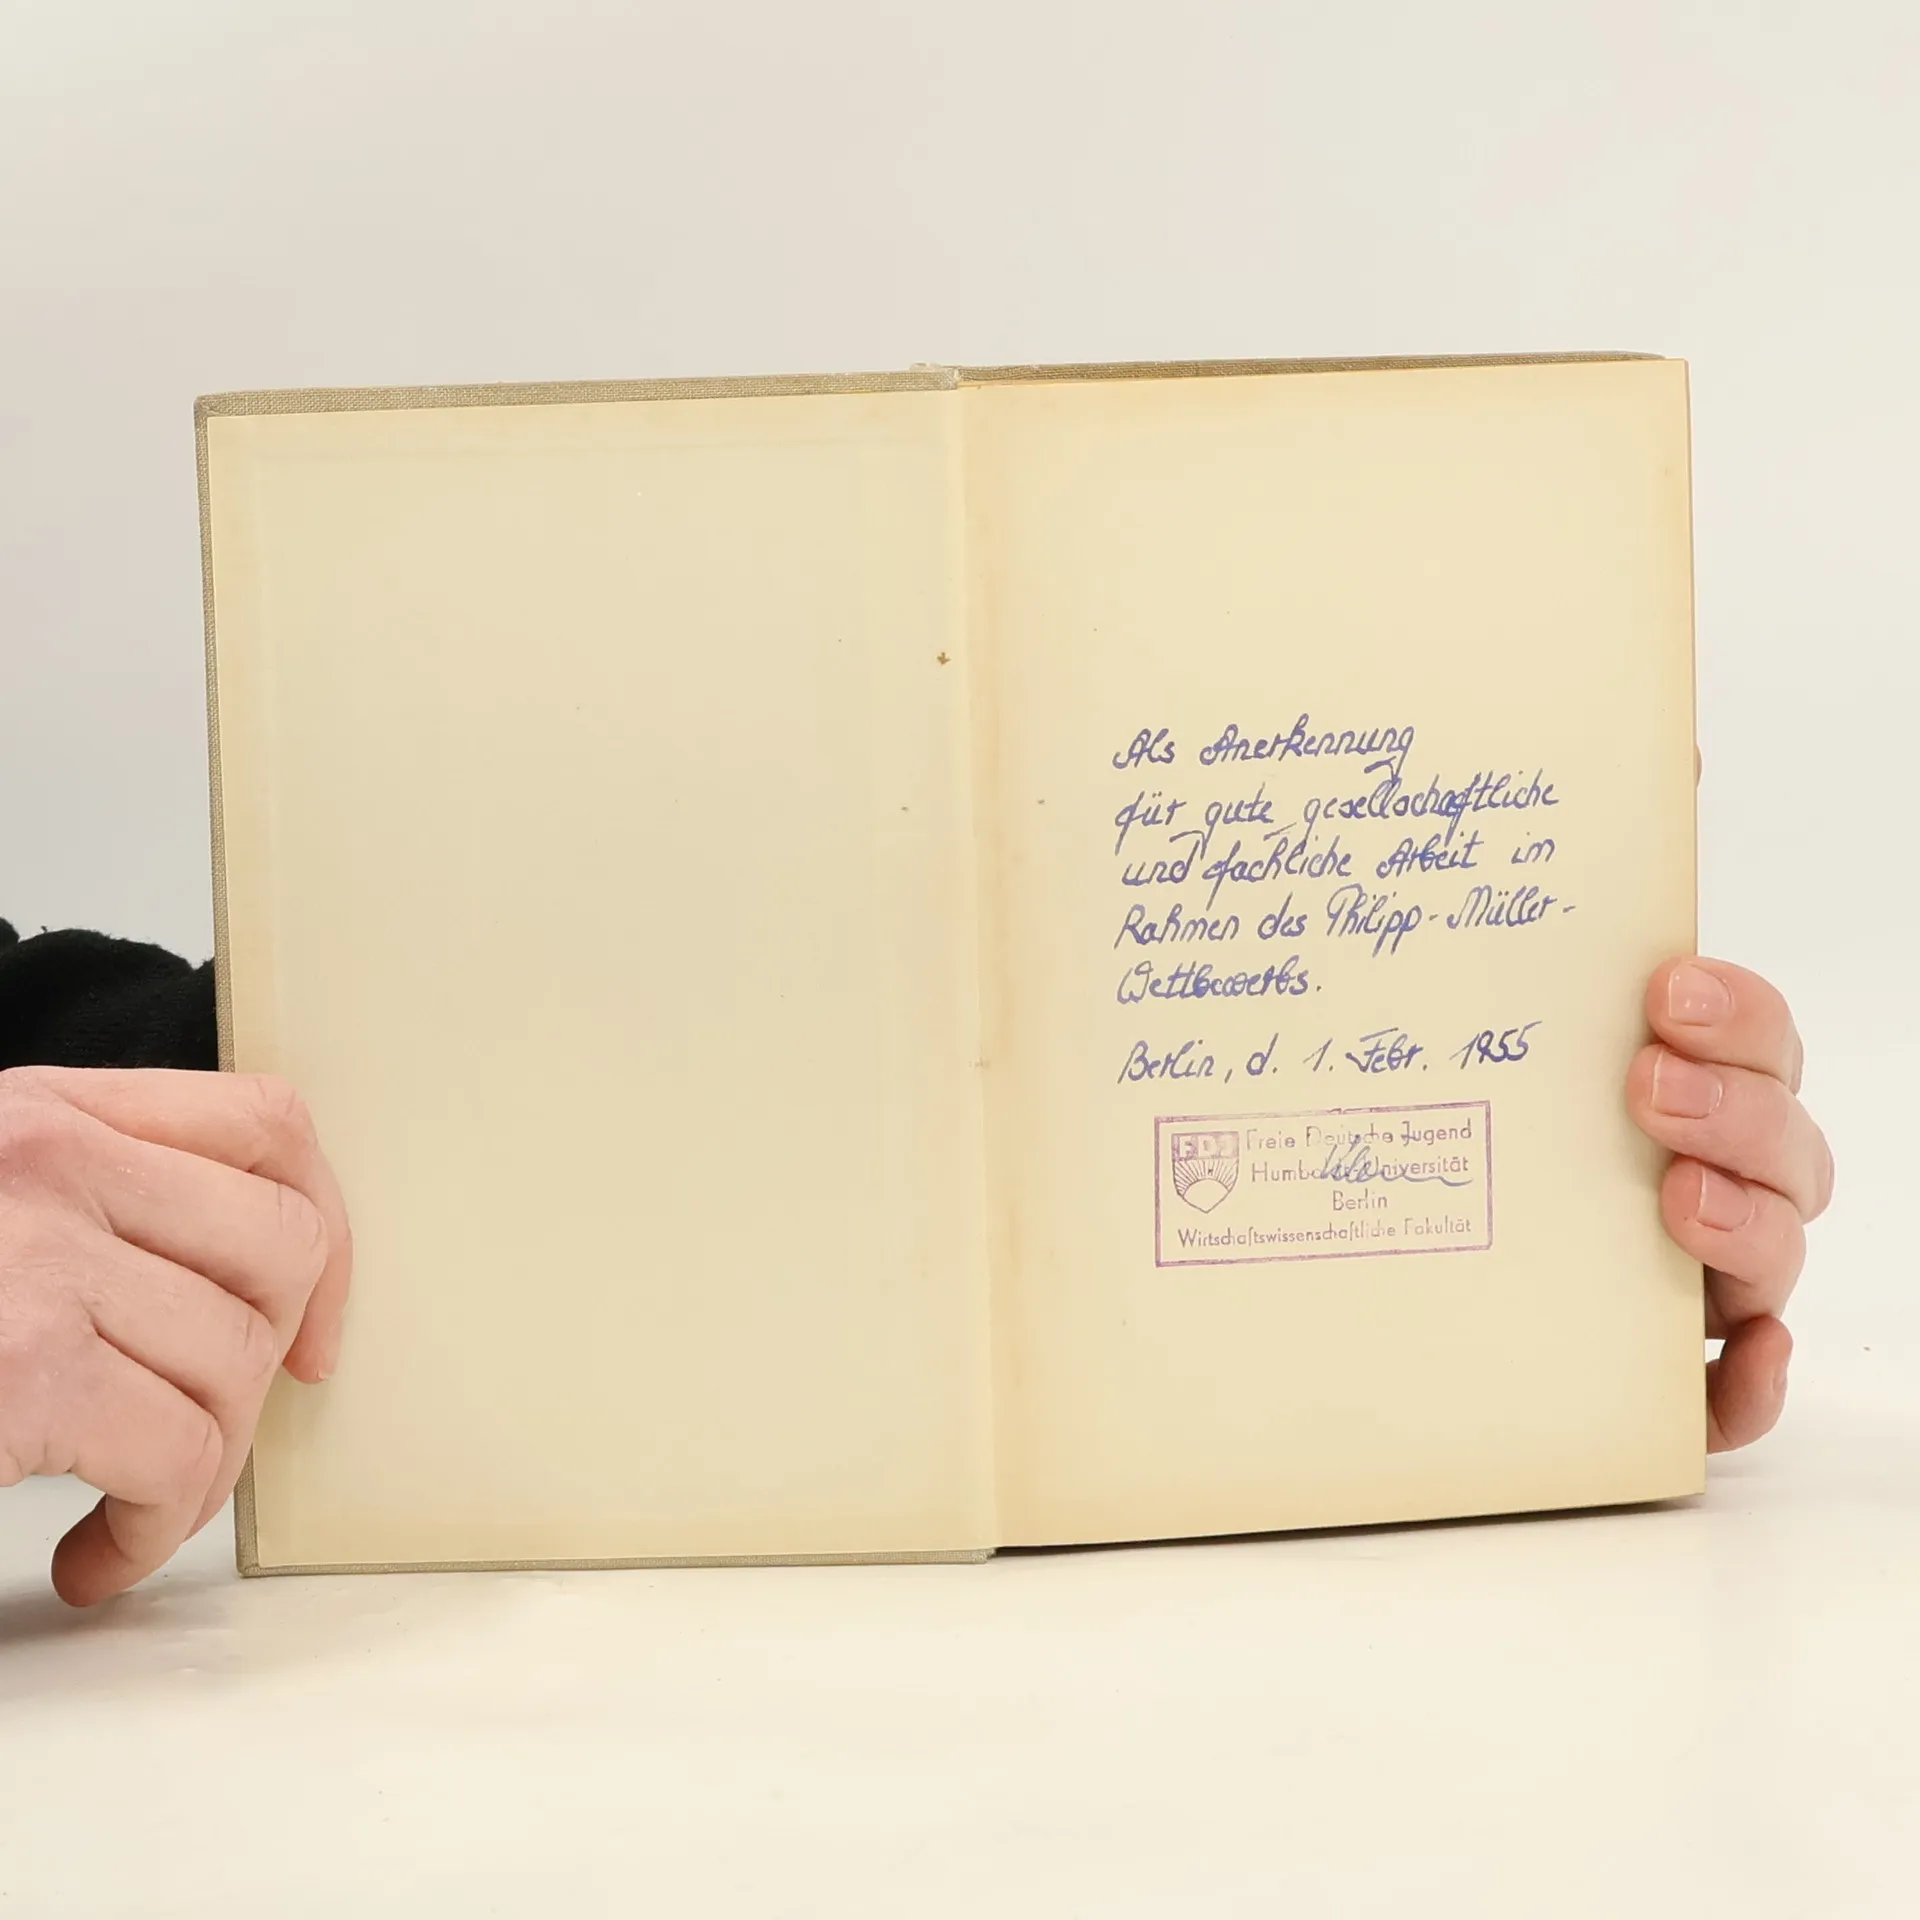 Als Anerkennung
für gute gesellschaftliche
und fachliche Arbeit im
Rahmen des Philipp-Müller-
Wettbewerbs.
Berlin, d. 1. Febr. 1955
FDJ
Freie Deutsche Jugend
Humboldt-Universität
Berlin
Wirtschaftswissenschaftliche Fakultät